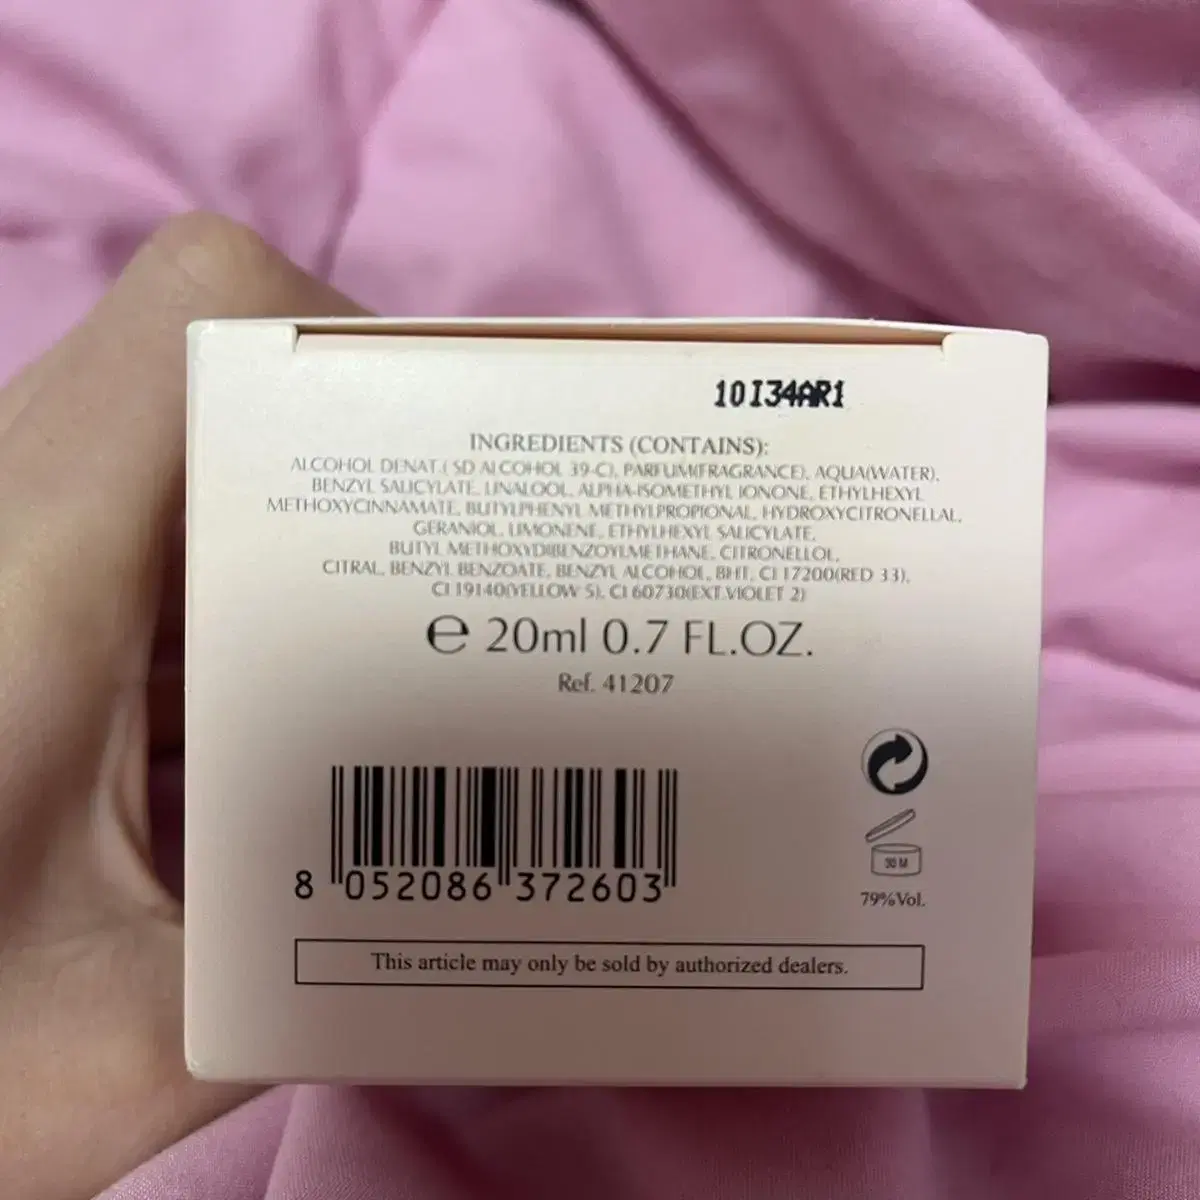 10I34AR1
INGREDIENTS (CONTAINS):
ALCOHOL DENAT.( SD ALCOHOL 39-C), PARFUM(FRAGRANCE), AQUA(WATER),
BENZYL SALICYLATE, LINALOOL, ALPHA-ISOMETHYL IONONE, ETHYLHEXYL
METHOXYCINNAMATE, BUTYLPHENYL METHYLPROPIONAL, HYDROXYCITRONELLAL,
GERANIOL, LIMONENE, ETHYLHEXYL SALICYLATE,
BUTYL METHOXYDIBENZOYLMETHANE, CITRONELLOL,
CITRAL, BENZYL BENZOATE, BENZYL ALCOHOL, BHT, CI 17200(RED 33),
CI 19140(YELLOW 5), CI 60730(EXT.VIOLET 2)
e 20ml 0.7 FL.OZ.
Ref. 41207
30 M
79%Vol.
8 052086 372603
This article may only be sold by authorized dealers.